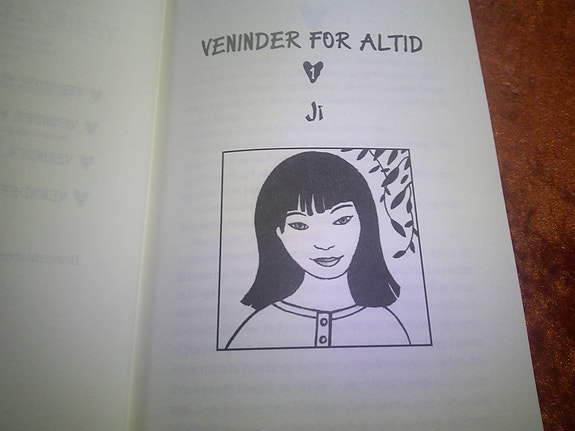 VENINDER FOR ALTID
1
Ji